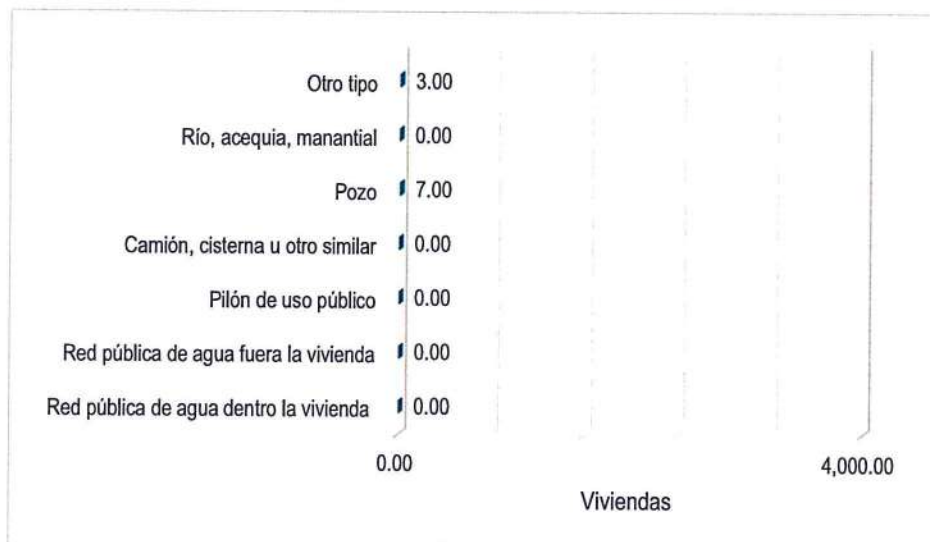 Otro tipo 3.00
Río, acequia, manantial 0.00
Pozo 7.00
Camión, cisterna u otro similar 0.00
Pilón de uso público 0.00
Red pública de agua fuera la vivienda 0.00
Red pública de agua dentro la vivienda 0.00
0.00 4,000.00
Viviendas